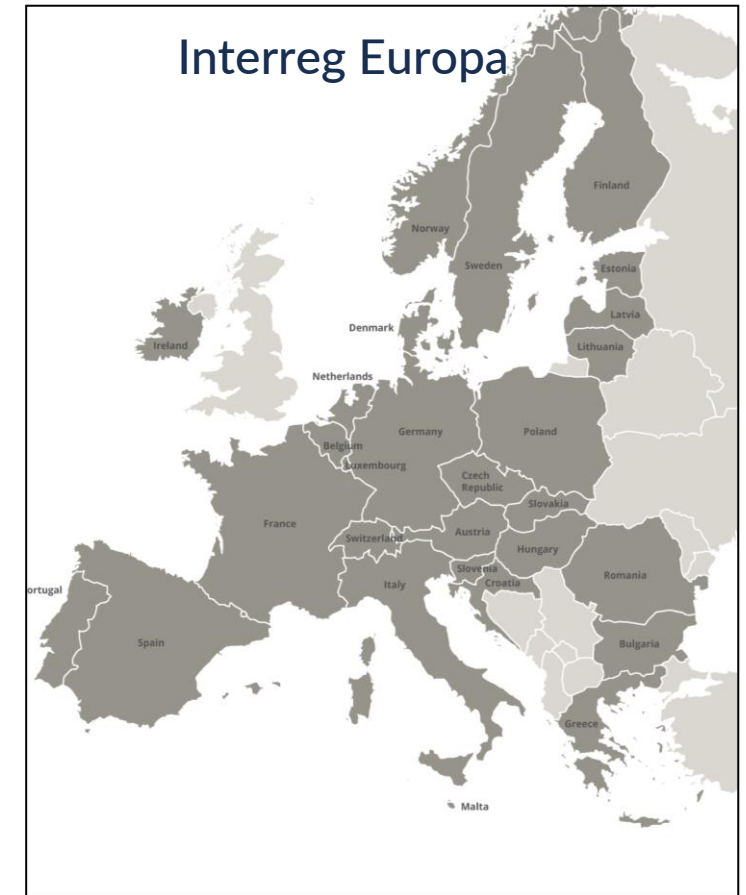 Interreg Europa
Finland
Norway
Sweden
Estonia
Latvia
Denmark
Lithuania
Ireland
Netherlands
Germany
Poland
Belgium
Luxembourg
Czech
Republic
Slovakia
France
Austria
Switzerland
Hungary
Slovenia
Romania
Croatia
Italy
ortugal
Spain
Bulgaria
Greece
Malta